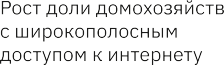 Рост доли домохозяйств
с широкополосным
доступом к интернету